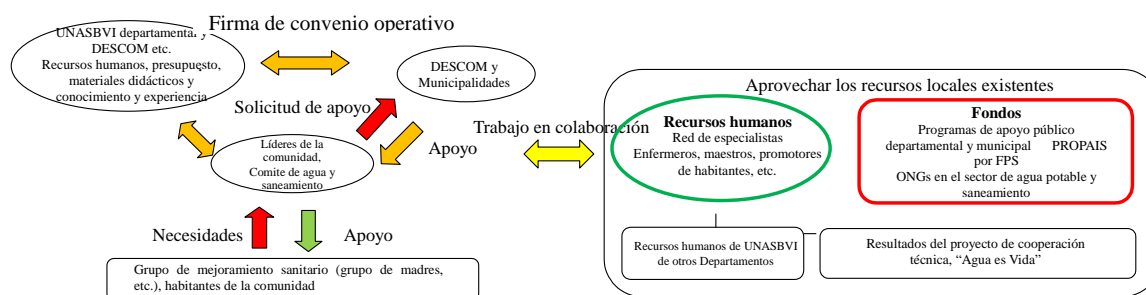 Firma de convenio operativo
UNASBVI departamental y
DESCOM etc.
Recursos humanos, presupuesto,
materiales didácticos y
conocimiento y experiencia
DESCOM y
Municipalidades
Solicitud de apoyo
Apoyo
Líderes de la
comunidad,
Comite de agua y
saneamiento
Necesidades
Apoyo
Grupo de mejoramiento sanitario (grupo de madres,
etc.), habitantes de la comunidad
Trabajo en colaboración
Aprovechar los recursos locales existentes
Recursos humanos
Red de especialistas
Enfermeros, maestros, promotores
de habitantes, etc.
Fondos
Programas de apoyo público
departamental y municipal PROPAIS
por FPS
ONGs en el sector de agua potable y
saneamiento
Recursos humanos de UNASBVI
de otros Departamentos
Resultados del proyecto de cooperación
técnica, “Agua es Vida”